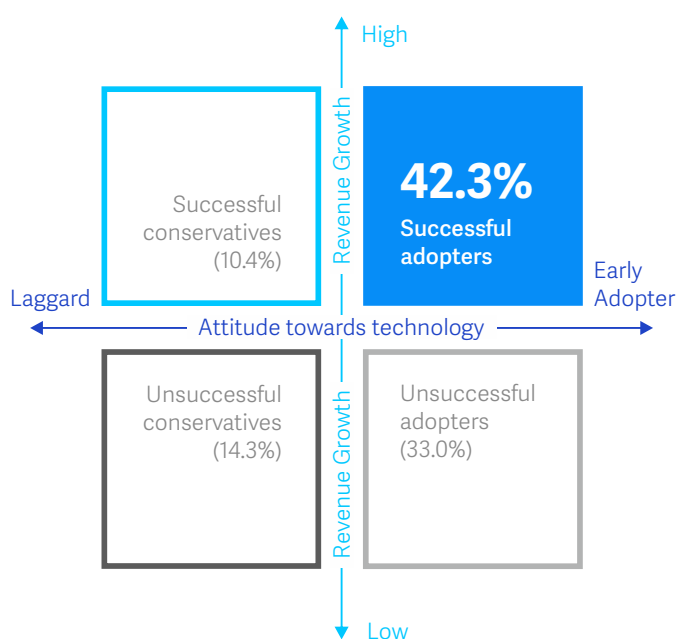 High
Revenue Growth
Successful
conservatives
(10.4%)
42.3%
Successful
adopters
Laggard
Early
Adopter
Attitude towards technology
Unsuccessful
conservatives
(14.3%)
Revenue Growth
Unsuccessful
adopters
(33.0%)
Low